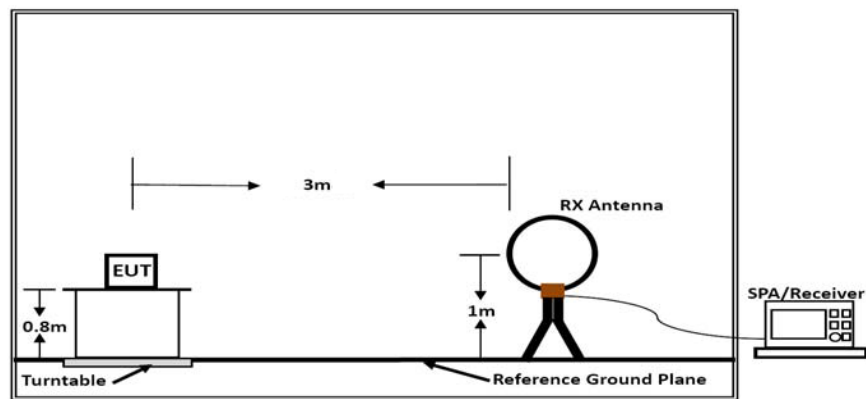 3m
RX Antenna
EUT
SPA/Receiver
0.8m
1m
Turntable
Reference Ground Plane